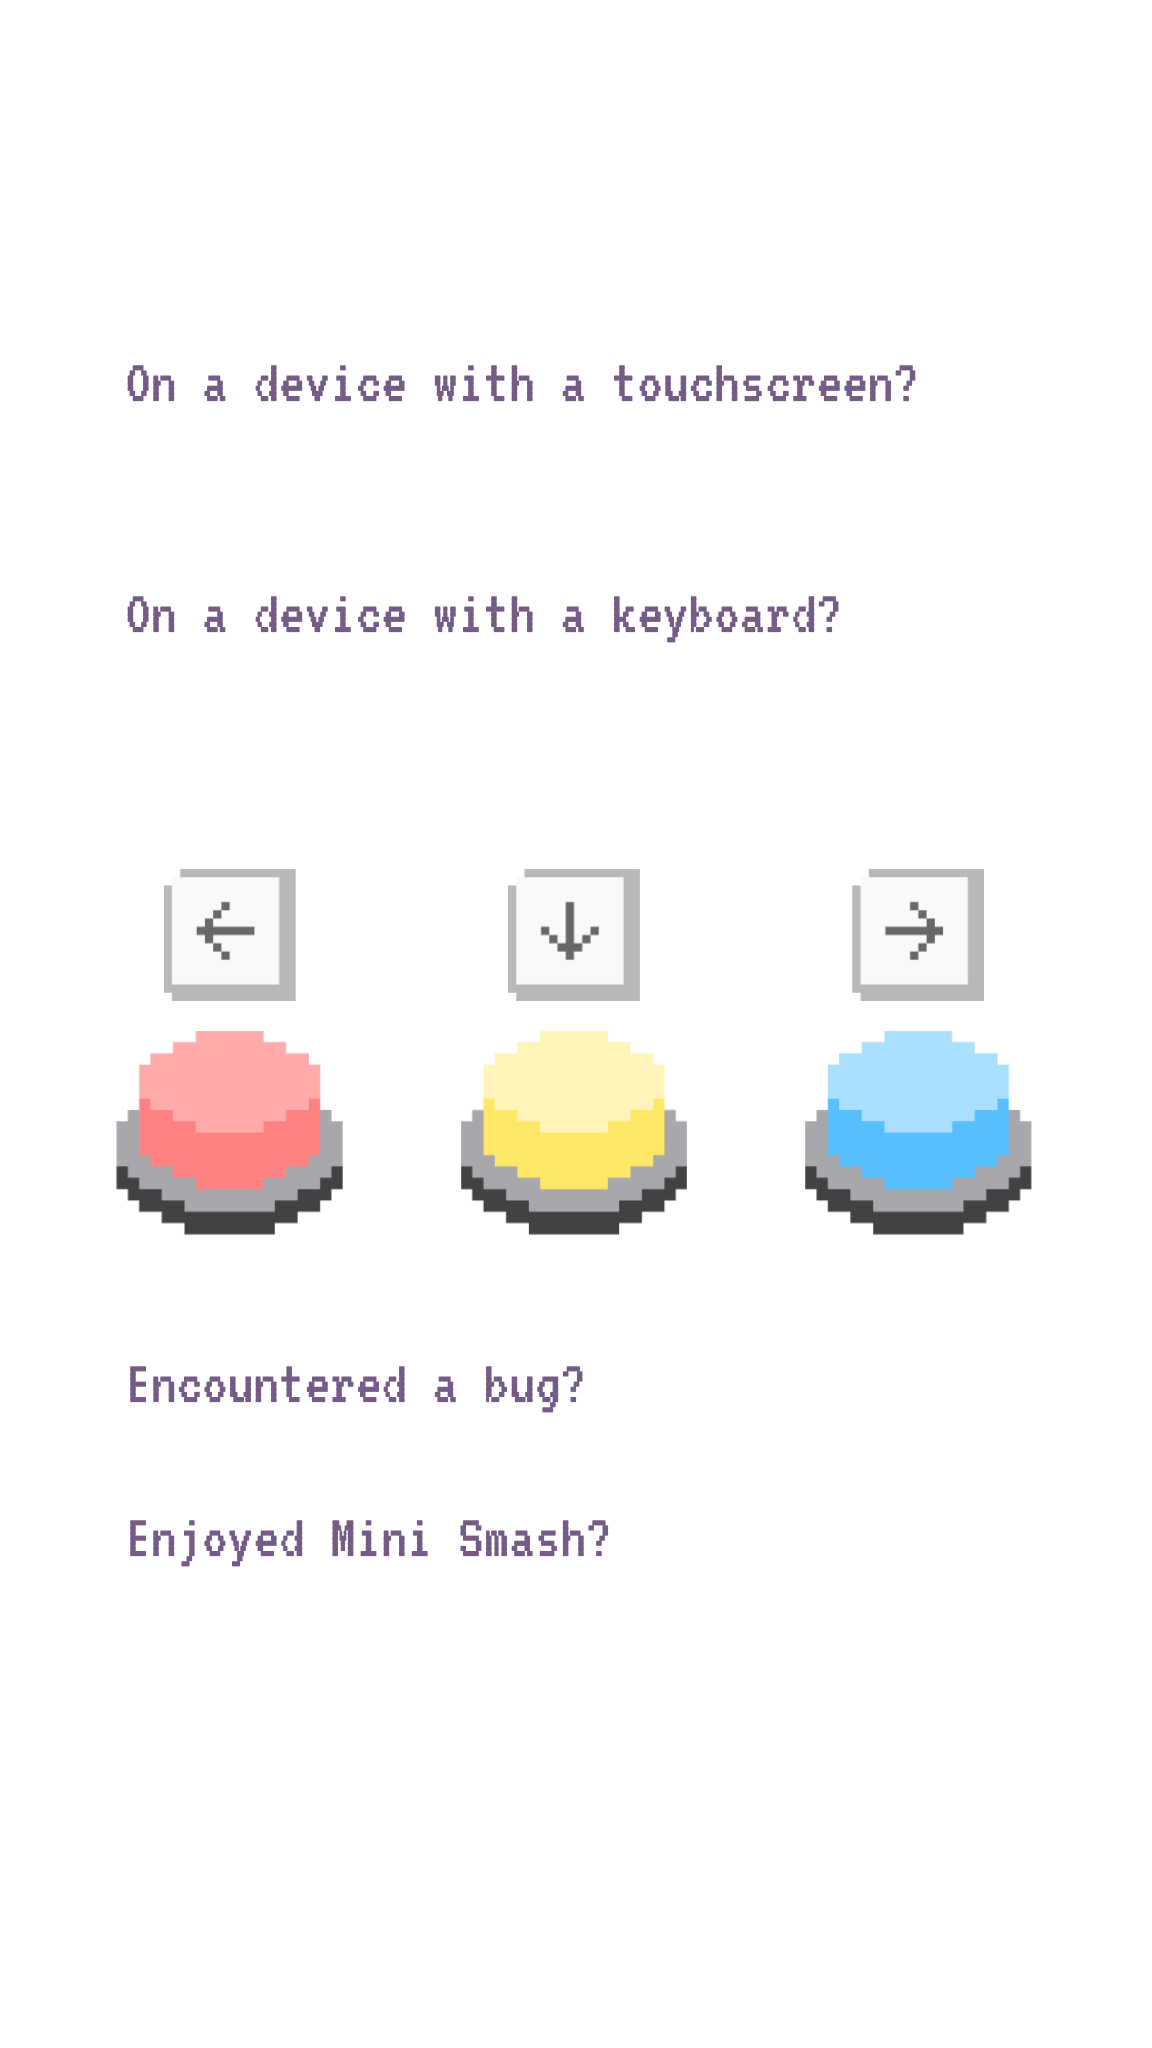 On a device with a touchscreen?
On a device with a keyboard?
Encountered a bug?
Enjoyed Mini Smash?